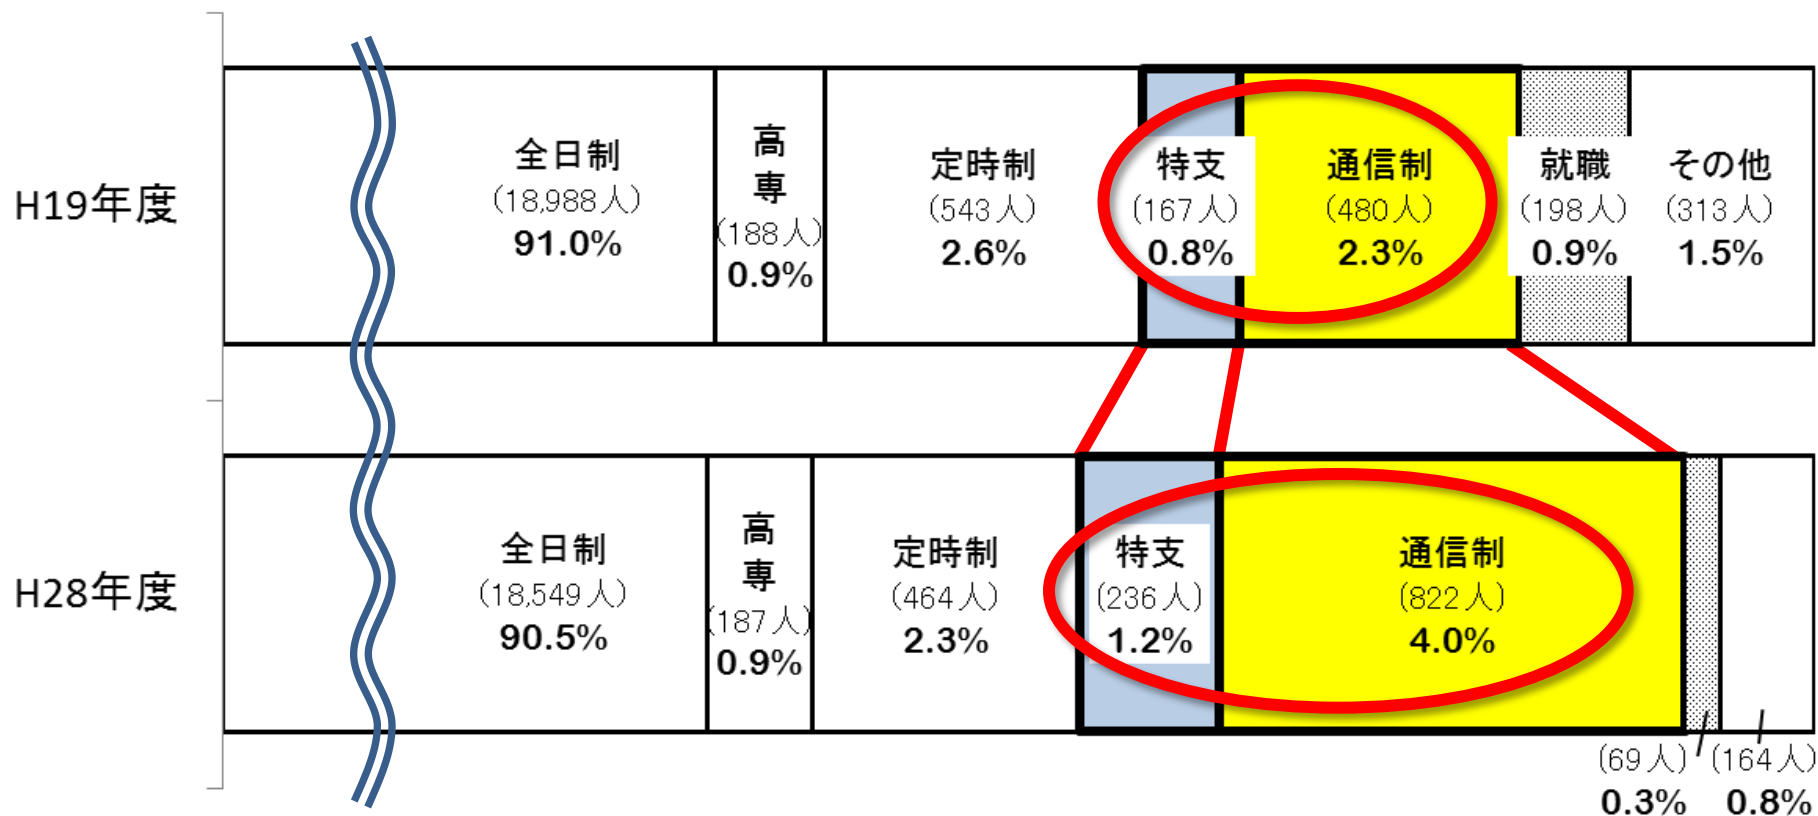 H19年度
全日制
(18,988人)
91.0%
高
専
(188人)
0.9%
定時制
(543人)
2.6%
特支
(167人)
0.8%
通信制
(480人)
2.3%
就職
(198人)
0.9%
その他
(313人)
1.5%
H28年度
全日制
(18,549人)
90.5%
高
専
(187人)
0.9%
定時制
(464人)
2.3%
特支
(236人)
1.2%
通信制
(822人)
4.0%
(69人)
0.3%
(164人)
0.8%